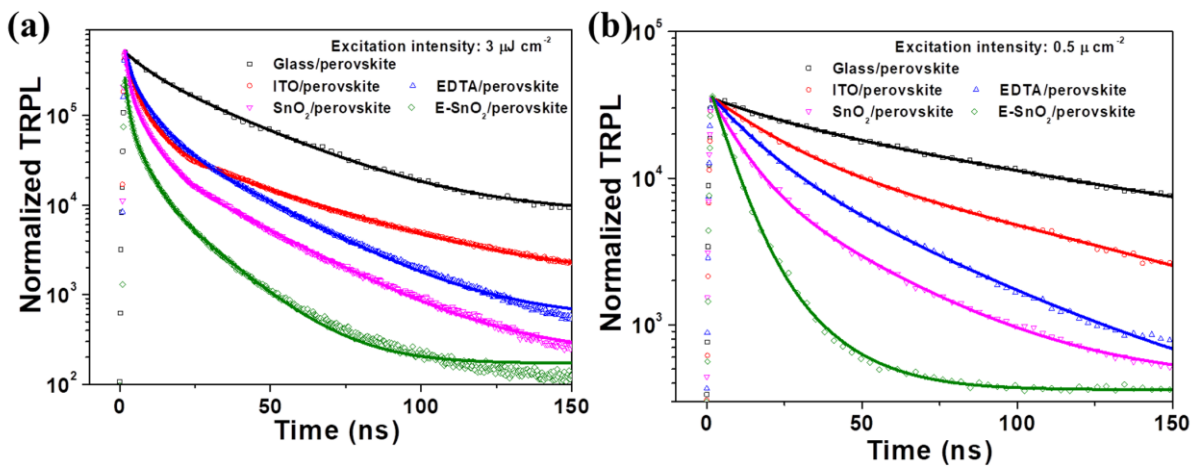 (a)
Excitation intensity: 3 μJ cm⁻²
Glass/perovskite
ITO/perovskite
EDTA/perovskite
SnO₂/perovskite
E-SnO₂/perovskite
Normalized TRPL
10⁵
10⁴
10³
10²
0
50
100
150
Time (ns)
(b)
Excitation intensity: 0.5 μ cm⁻²
Glass/perovskite
ITO/perovskite
EDTA/perovskite
SnO₂/perovskite
E-SnO₂/perovskite
Normalized TRPL
10⁵
10⁴
10³
0
50
100
150
Time (ns)